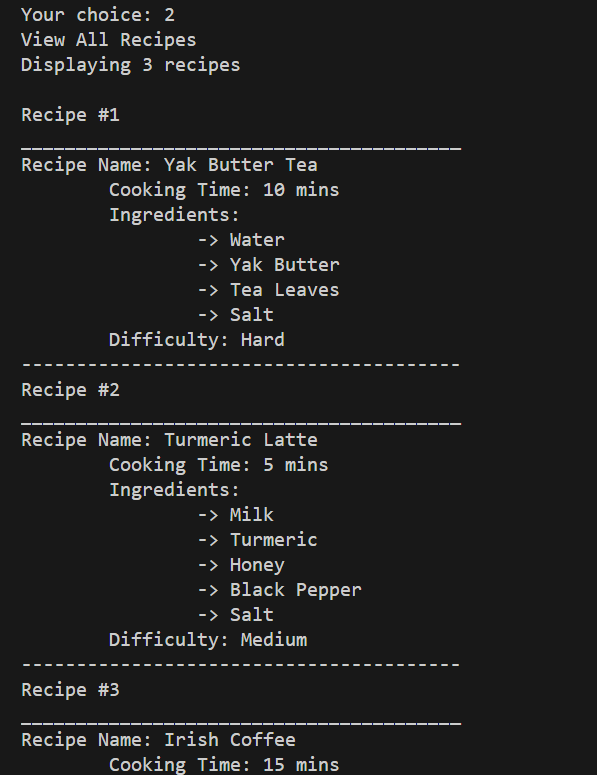 Your choice: 2
View All Recipes
Displaying 3 recipes
Recipe #1
________________________________________
Recipe Name: Yak Butter Tea
Cooking Time: 10 mins
Ingredients:
-> Water
-> Yak Butter
-> Tea Leaves
-> Salt
Difficulty: Hard
----------------------------------------
Recipe #2
________________________________________
Recipe Name: Turmeric Latte
Cooking Time: 5 mins
Ingredients:
-> Milk
-> Turmeric
-> Honey
-> Black Pepper
-> Salt
Difficulty: Medium
----------------------------------------
Recipe #3
________________________________________
Recipe Name: Irish Coffee
Cooking Time: 15 mins